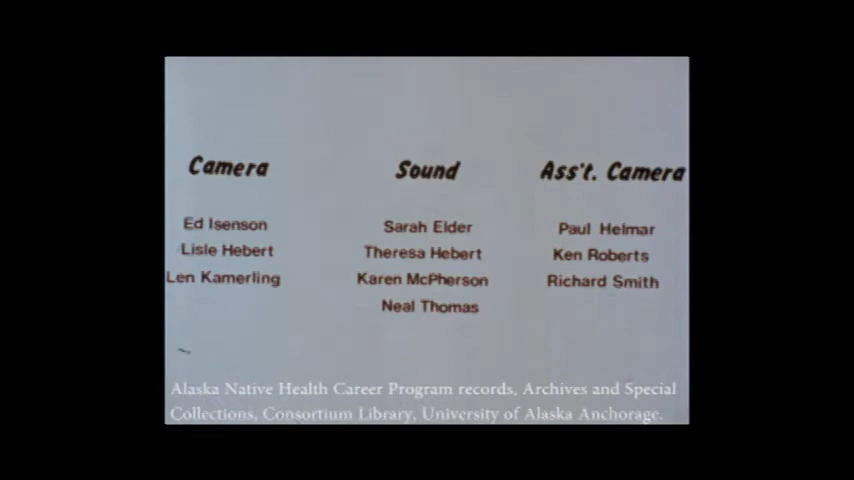 Camera
Sound
Ass't. Camera
Ed Isenson
Sarah Elder
Paul Helmar
Lisle Hebert
Theresa Hebert
Ken Roberts
Len Kamerling
Karen McPherson
Richard Smith
Neal Thomas
Alaska Native Health Career Program records, Archives and Special
Collections, Consortium Library, University of Alaska Anchorage.